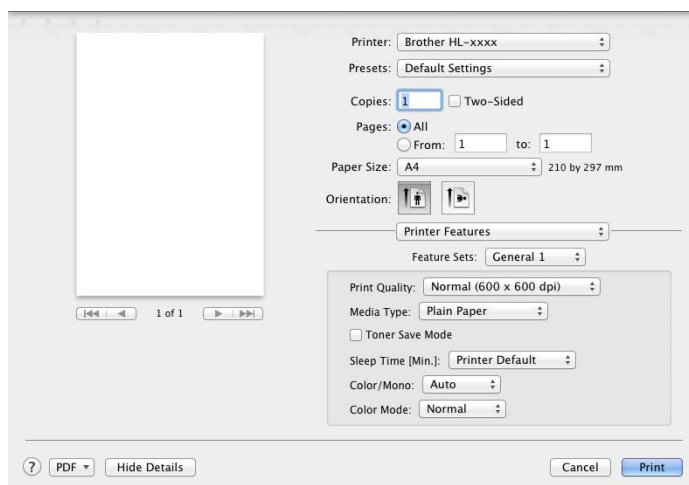 Printer: Brother HL-xxxx
Presets: Default Settings
Copies: 1 Two-Sided
Pages: All
From: 1 to: 1
Paper Size: A4 210 by 297 mm
Orientation:
Printer Features
Feature Sets: General 1
Print Quality: Normal (600 x 600 dpi)
Media Type: Plain Paper
Toner Save Mode
Sleep Time [Min.]: Printer Default
Color/Mono: Auto
Color Mode: Normal
1 of 1
? PDF Hide Details Cancel Print